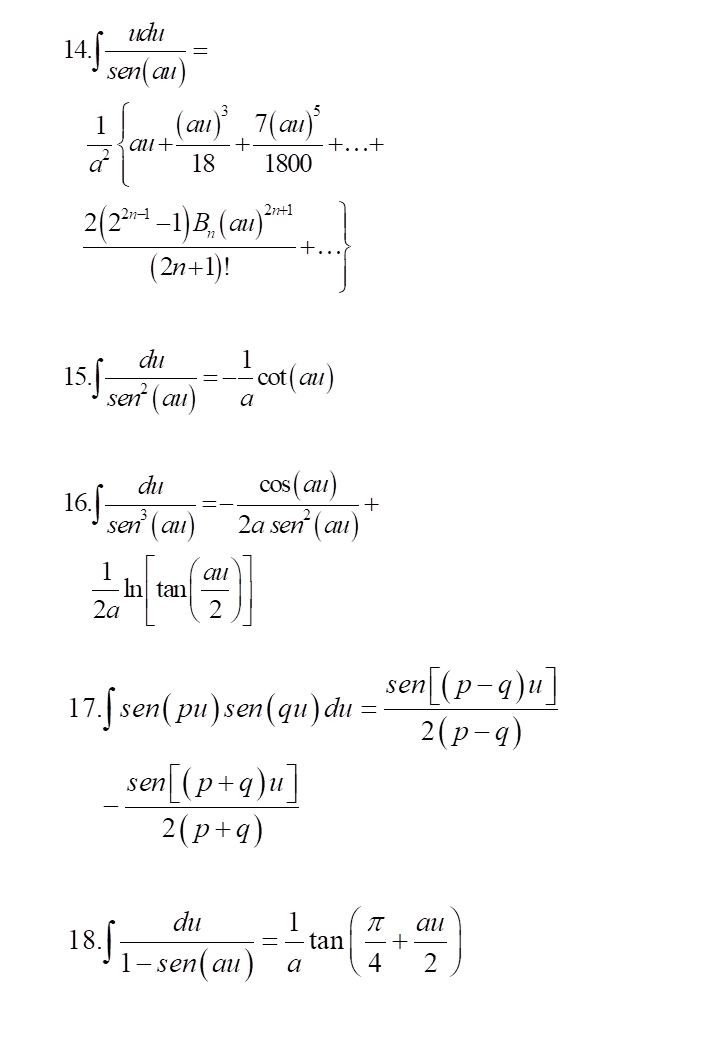 14. ∫ udu / sen(au) =
1/a² { au + (au)³/18 + 7(au)⁵/1800 + ... +
2(2²ⁿ⁻¹ − 1)Bₙ(au)²ⁿ⁺¹ / (2n+1)! + ... }
15. ∫ du / sen²(au) = − 1/a cot(au)
16. ∫ du / sen³(au) = − cos(au) / 2a sen²(au) +
1/2a ln[tan(au/2)]
17. ∫ sen(pu)sen(qu)du = sen[(p−q)u] / 2(p−q)
− sen[(p+q)u] / 2(p+q)
18. ∫ du / 1−sen(au) = 1/a tan(π/4 + au/2)